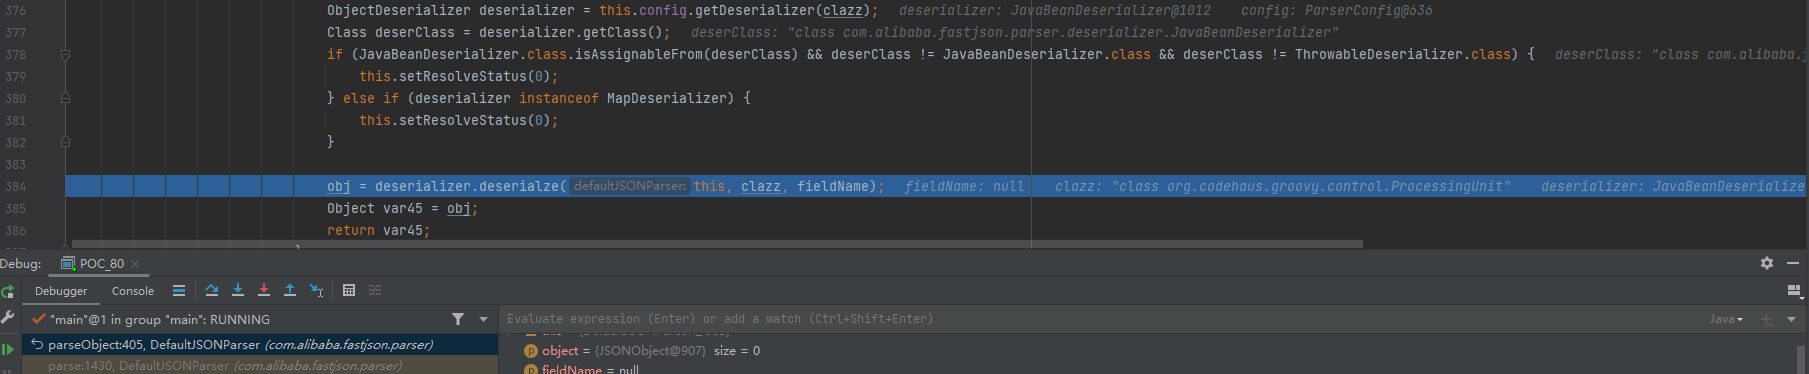 376 ObjectDeserializer deserializer = this.config.getDeserializer(clazz); deserializer: JavaBeanDeserializer@1012 config: ParserConfig@636
377 Class deserClass = deserializer.getClass(); deserClass: "class com.alibaba.fastjson.parser.deserializer.JavaBeanDeserializer"
378 if (JavaBeanDeserializer.class.isAssignableFrom(deserClass) && deserClass != JavaBeanDeserializer.class && deserClass != ThrowableDeserializer.class) { deserClass: "class com.alibaba.j
379 this.setResolveStatus(0);
380 } else if (deserializer instanceof MapDeserializer) {
381 this.setResolveStatus(0);
382 }
383
384 obj = deserializer.deserialze( defaultJSONParser: this, clazz, fieldName); fieldName: null clazz: "class org.codehaus.groovy.control.ProcessingUnit" deserializer: JavaBeanDeserialize
385 Object var45 = obj;
386 return var45;
Debug: POC_80
Debugger Console
"main"@1 in group "main": RUNNING Evaluate expression (Enter) or add a watch (Ctrl+Shift+Enter) Java
parseObject:405, DefaultJSONParser (com.alibaba.fastjson.parser) object = {JSONObject@907} size = 0
parse:1430, DefaultJSONParser (com.alibaba.fastjson.parser) fieldName = null